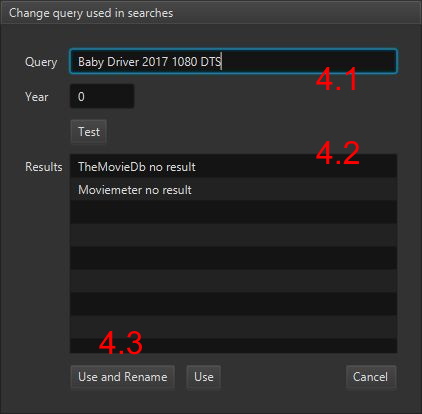 Change query used in searches
Query Baby Driver 2017 1080 DTS
4.1
Year 0
Test
4.2
Results TheMovieDb no result
Moviemeter no result
4.3
Use and Rename Use Cancel